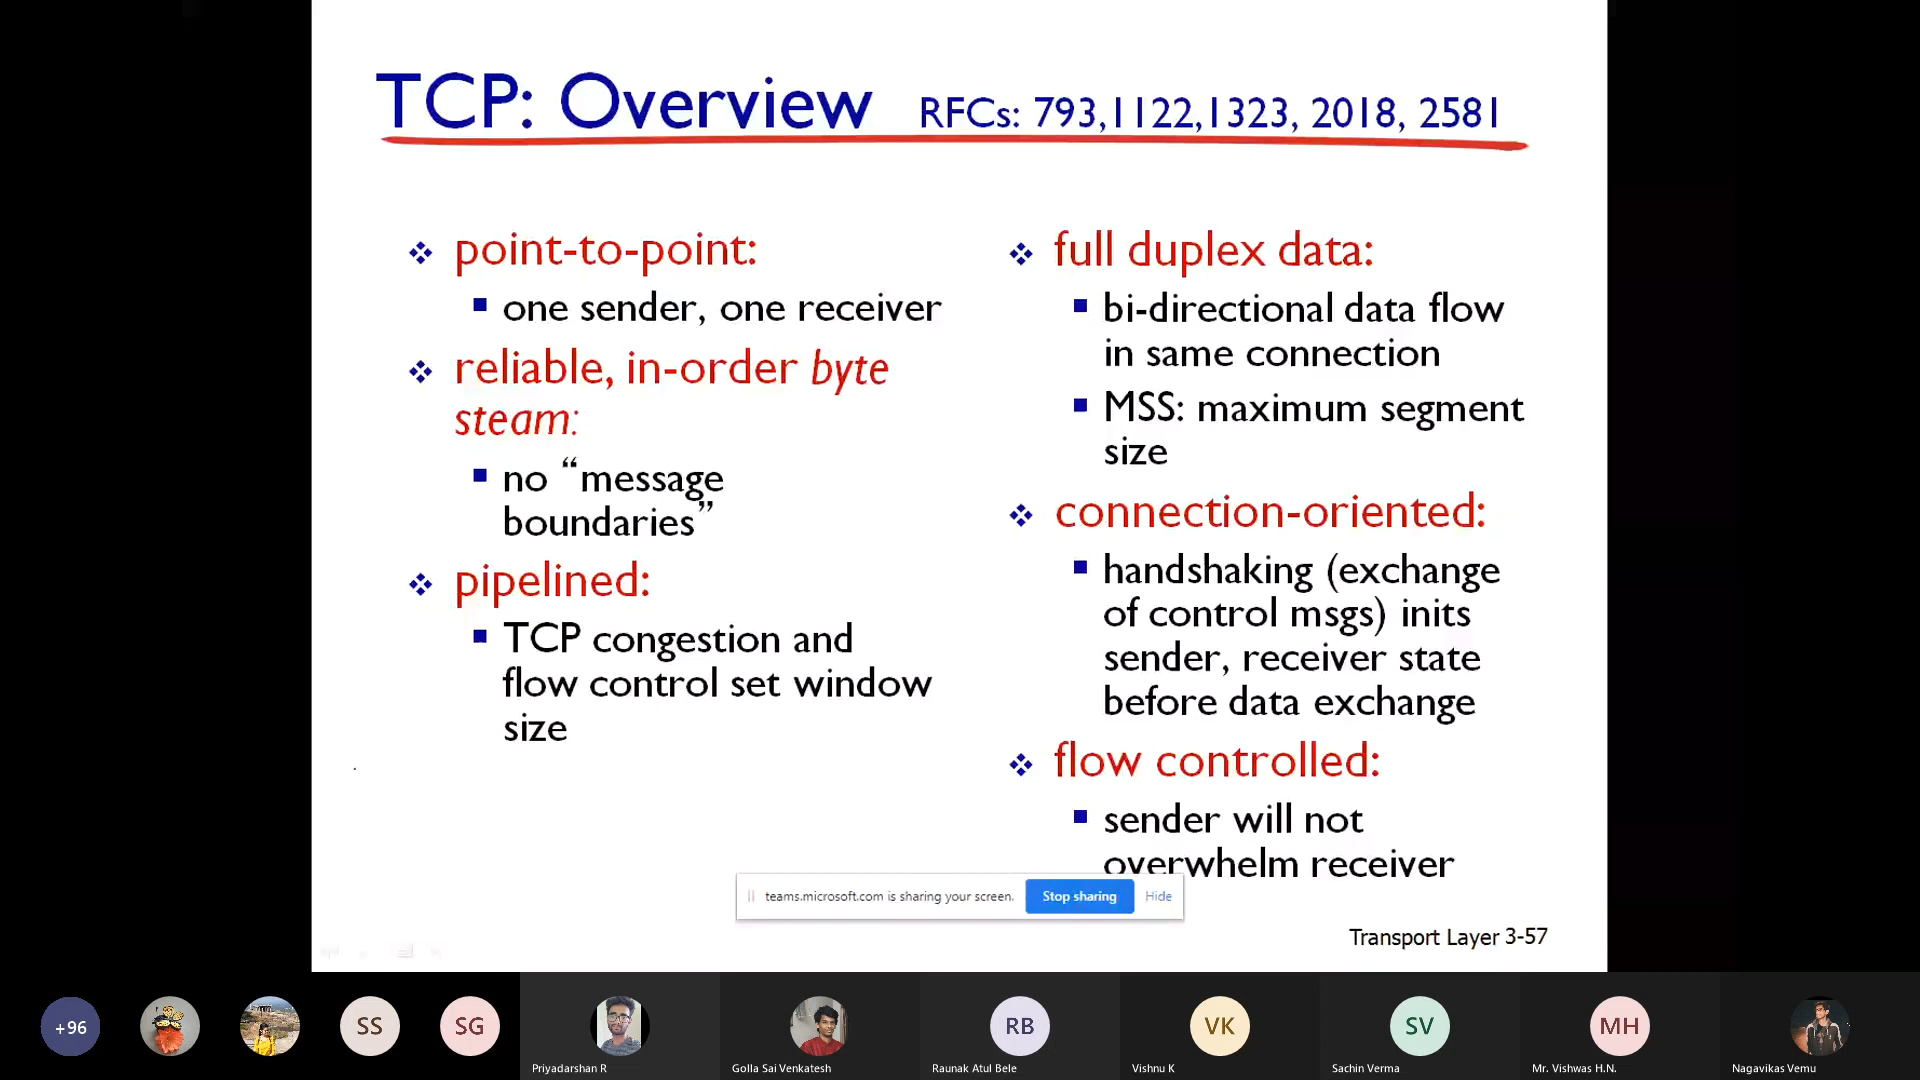 TCP: Overview RFCs: 793,1122,1323, 2018, 2581
point-to-point:
one sender, one receiver
reliable, in-order byte
steam:
no “message
boundaries”
pipelined:
TCP congestion and
flow control set window
size
full duplex data:
bi-directional data flow
in same connection
MSS: maximum segment
size
connection-oriented:
handshaking (exchange
of control msgs) inits
sender, receiver state
before data exchange
flow controlled:
sender will not
overwhelm receiver
teams.microsoft.com is sharing your screen. Stop sharing Hide
Transport Layer 3-57
+96 SS SG RB VK SV MH
Priyadarshan R Golla Sai Venkatesh Raunak Atul Bele Vishnu K Sachin Verma Mr. Vishwas H.N. Nagavikas Vemu